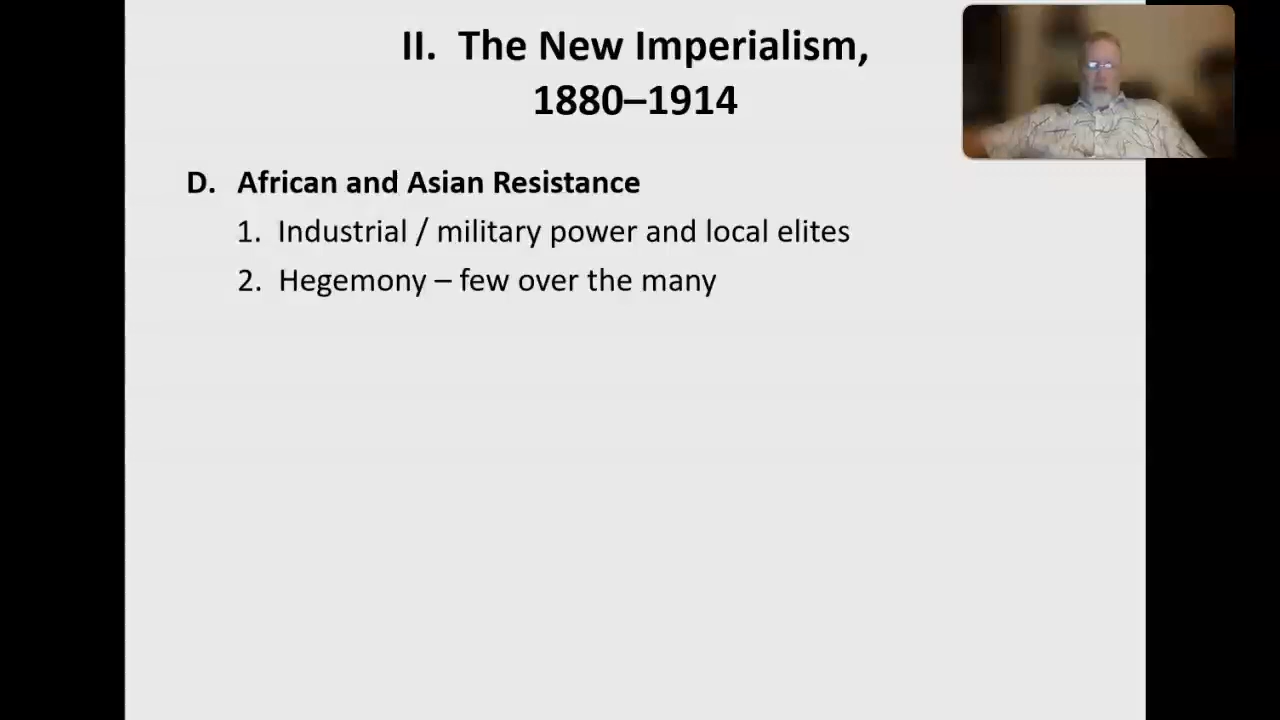 II. The New Imperialism,
1880–1914
D. African and Asian Resistance
1. Industrial / military power and local elites
2. Hegemony – few over the many